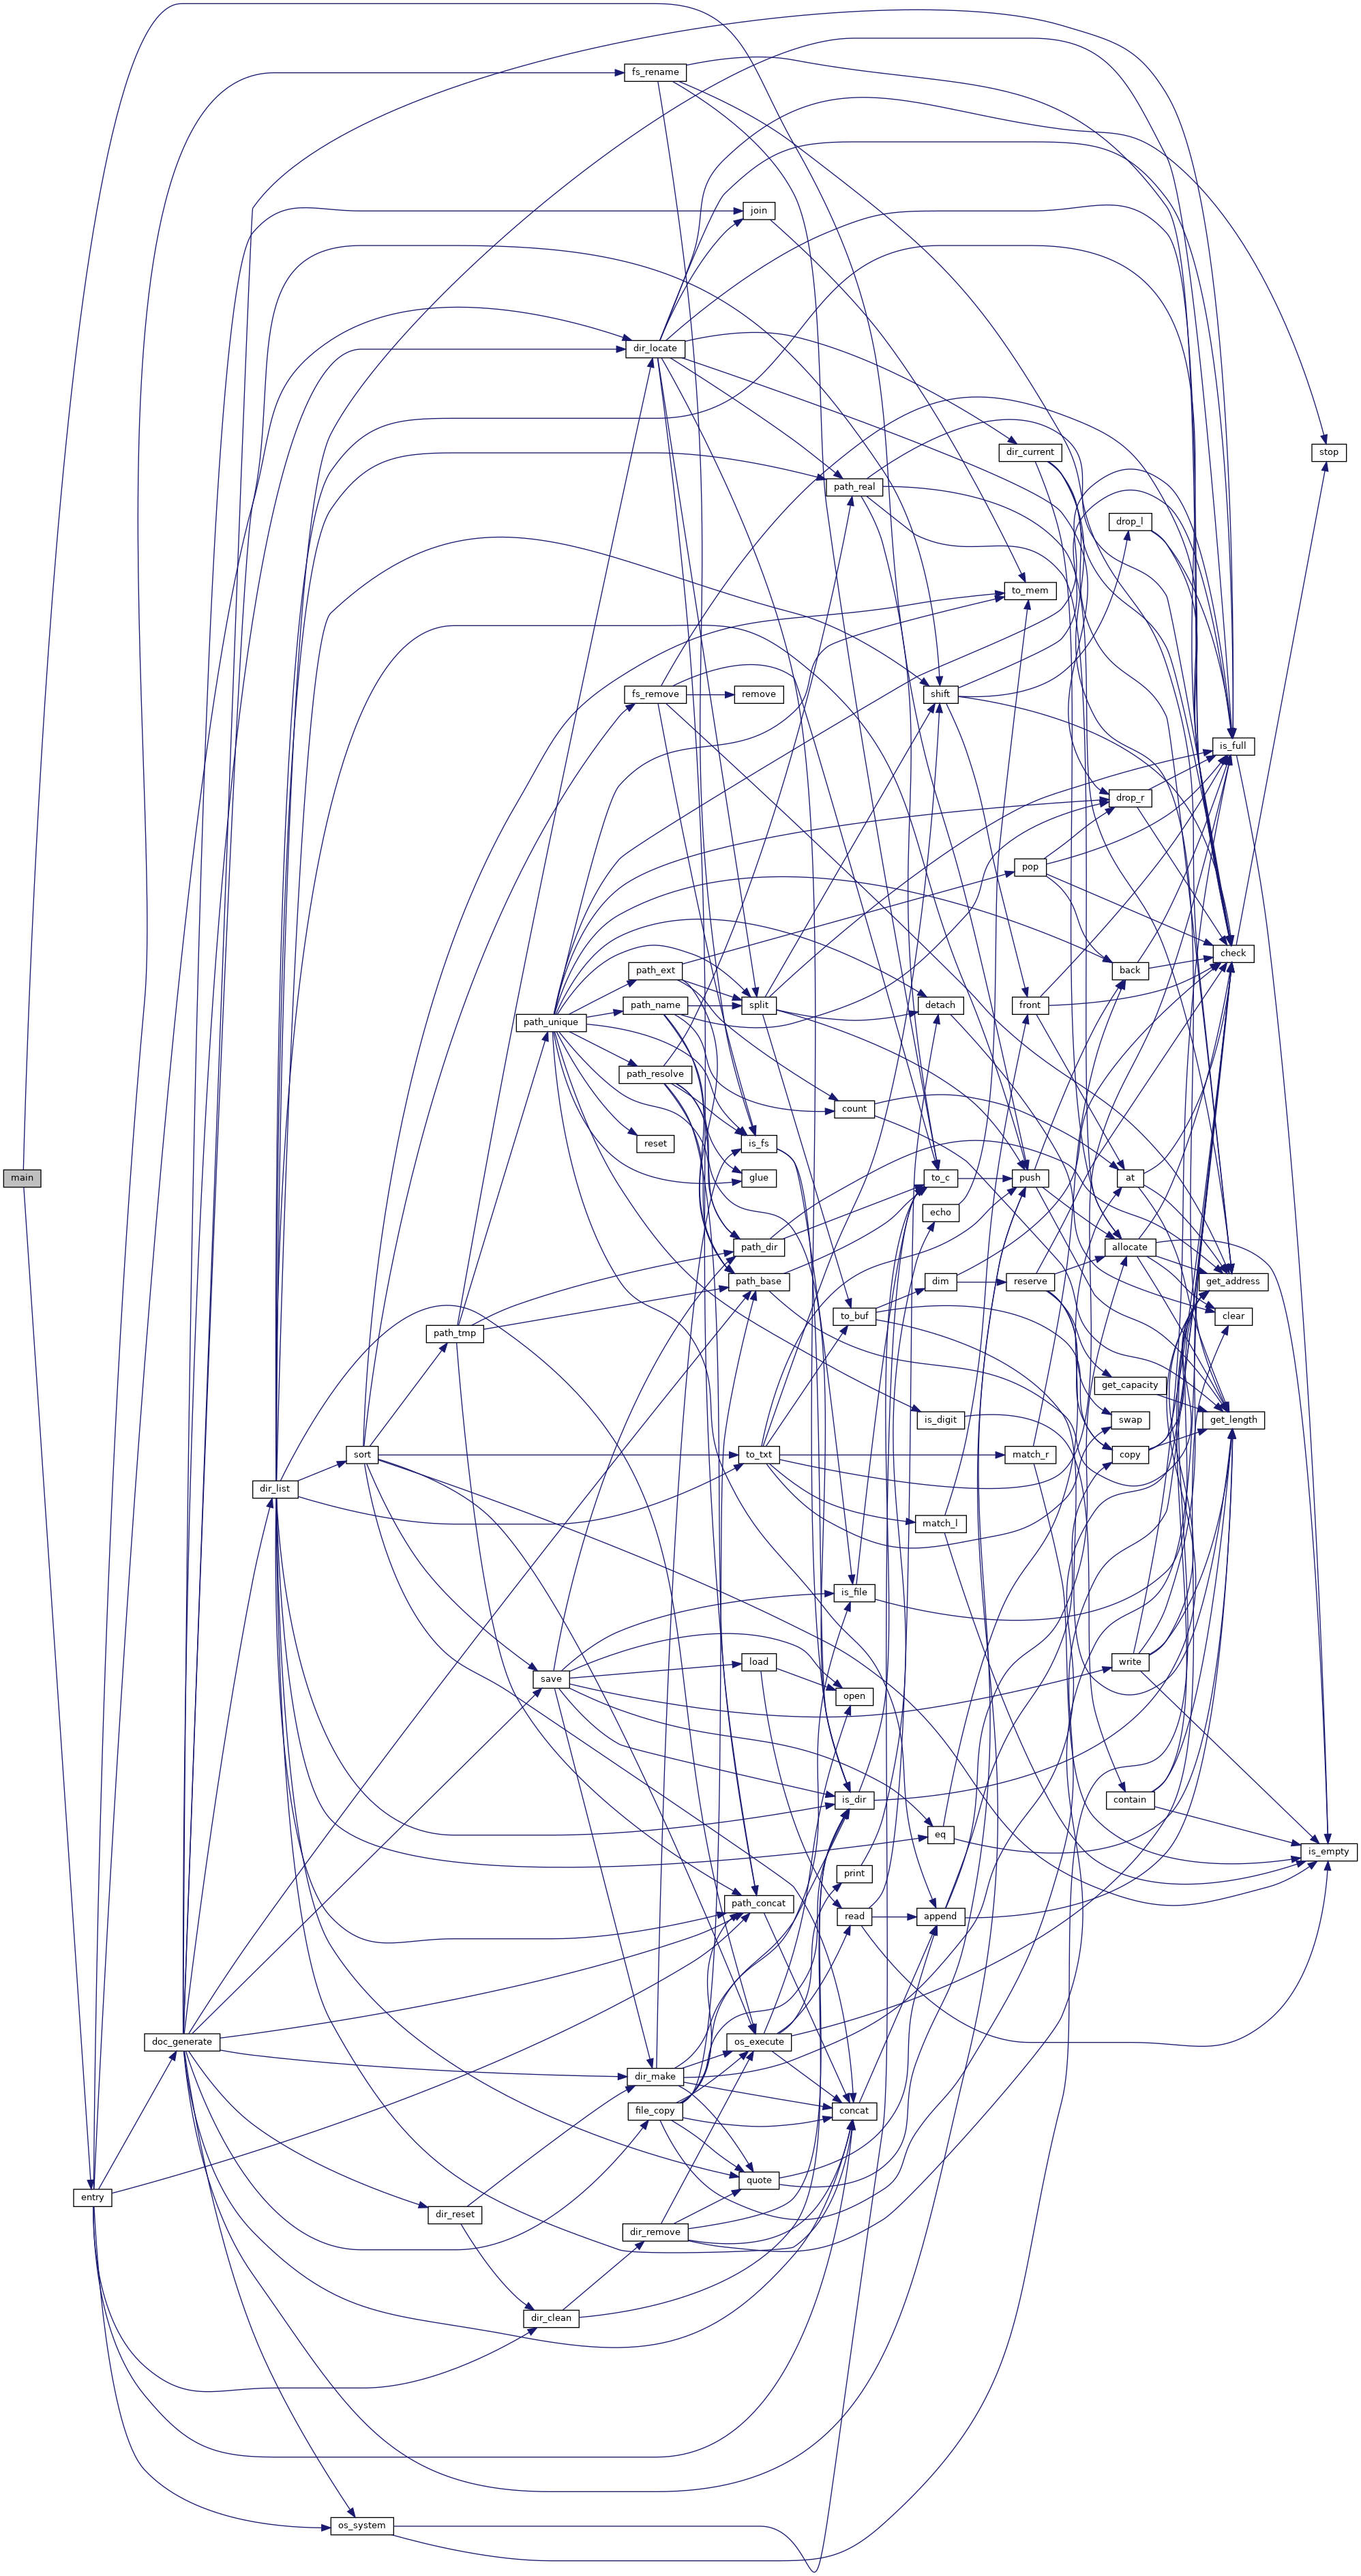 fs_rename
join
dir_locate
dir_current
stop
path_real
drop_l
to_mem
fs_remove
remove
shift
is_full
drop_r
pop
check
path_ext
back
path_name
split
detach
front
path_unique
path_resolve
count
reset
is_fs
main
glue
to_c
push
at
echo
path_dir
allocate
path_base
dim
reserve
get_address
to_buf
clear
path_tmp
get_capacity
is_digit
swap
get_length
sort
to_txt
match_r
copy
dir_list
match_l
is_file
load
write
save
open
is_dir
contain
eq
is_empty
print
path_concat
read
append
doc_generate
os_execute
dir_make
file_copy
concat
quote
entry
dir_reset
dir_remove
dir_clean
os_system